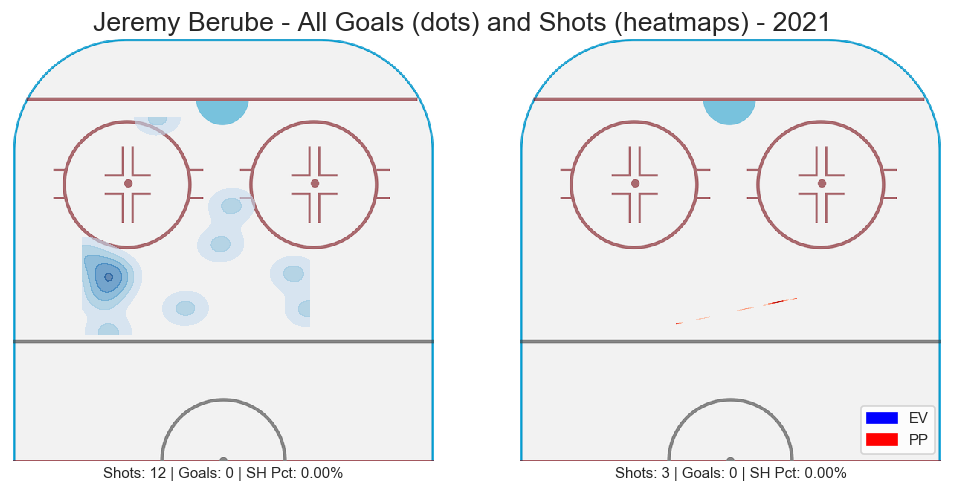 Jeremy Berube - All Goals (dots) and Shots (heatmaps) - 2021
EV
PP
Shots: 12 | Goals: 0 | SH Pct: 0.00%
Shots: 3 | Goals: 0 | SH Pct: 0.00%